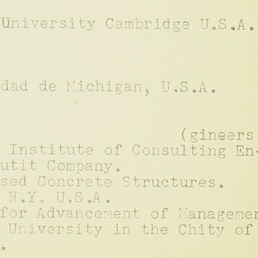 University Cambridge U.S.A.
dad de Michigan, U.S.A.
(gineers
Institute of Consulting En-
utit Company.
sed Concrete Structures.
N.Y. U.S.A.
for Advancement of Managemen
University in the Chity of
.